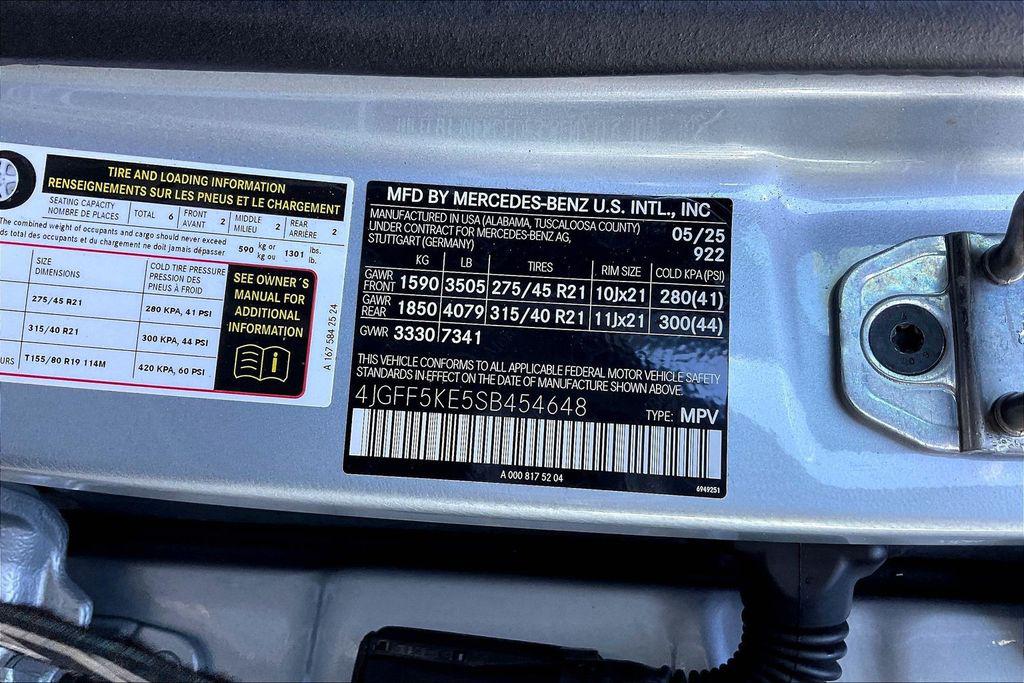 TIRE AND LOADING INFORMATION
RENSEIGNEMENTS SUR LES PNEUS ET LE CHARGEMENT
SEATING CAPACITY
NOMBRE DE PLACES
TOTAL 6
FRONT
AVANT 2
MIDDLE
MILIEU 2
REAR
ARRIÈRE 2
The combined weight of occupants and cargo should never exceed
ds total des occupants et du chargement ne doit jamais dépasser
590 kg or
kg ou
1301 lbs.
lb.
SIZE
DIMENSIONS
COLD TIRE PRESSURE
PRESSION DES
PNEUS À FROID
275/45 R21
280 KPA, 41 PSI
315/40 R21
300 KPA, 44 PSI
OURS
T155/80 R19 114M
420 KPA, 60 PSI
SEE OWNER´S
MANUAL FOR
ADDITIONAL
INFORMATION
A 167 584 25 24
MFD BY MERCEDES-BENZ U.S. INTL., INC
MANUFACTURED IN USA (ALABAMA, TUSCALOOSA COUNTY)
UNDER CONTRACT FOR MERCEDES-BENZ AG,
STUTTGART (GERMANY)
05/25
922
KG LB TIRES RIM SIZE COLD KPA (PSI)
GAWR
FRONT 1590 3505 275/45 R21 10Jx21 280(41)
GAWR
REAR 1850 4079 315/40 R21 11Jx21 300(44)
GVWR 3330 7341
THIS VEHICLE CONFORMS TO ALL APPLICABLE FEDERAL MOTOR VEHICLE SAFETY
STANDARDS IN EFFECT ON THE DATE OF MANUFACTURE SHOWN ABOVE.
4JGFF5KE5SB454648
TYPE: MPV
A 000 817 52 04
6949251